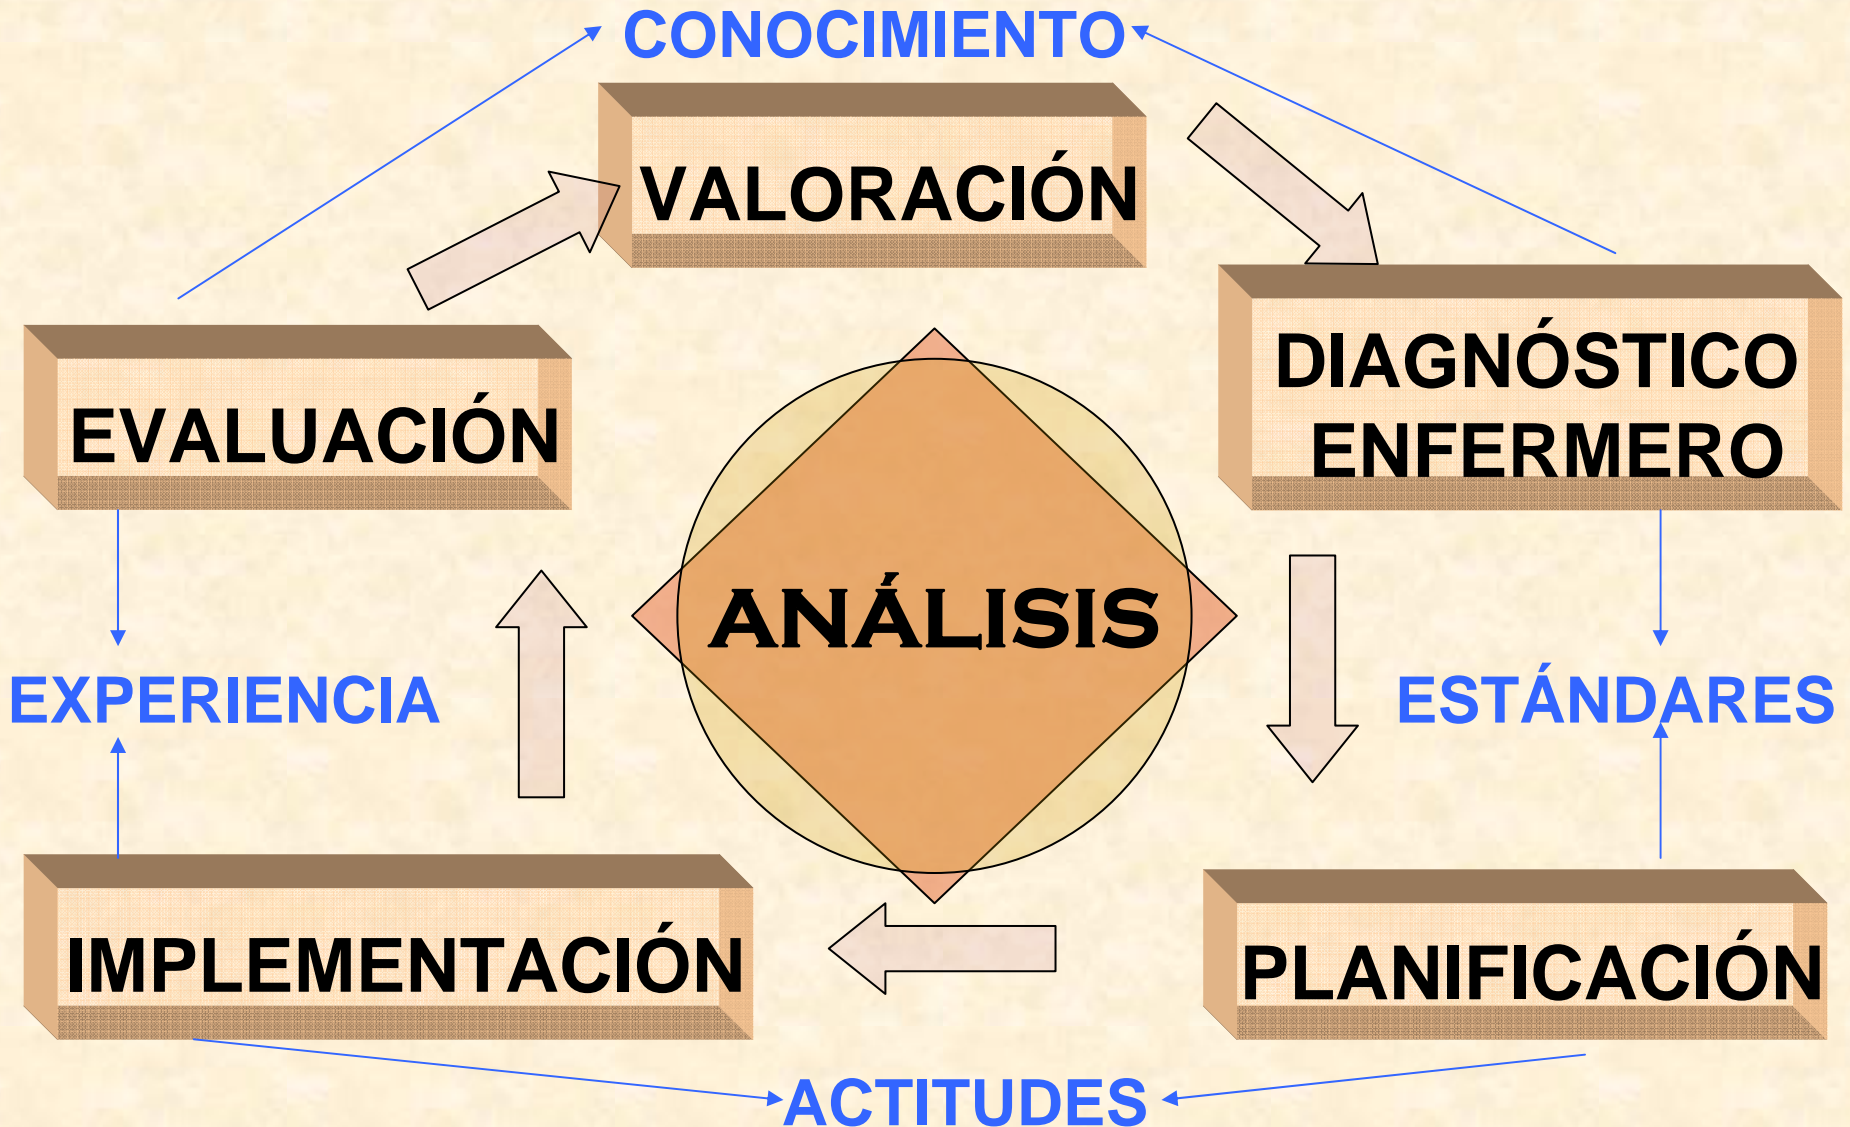 CONOCIMIENTO
VALORACIÓN
DIAGNÓSTICO
ENFERMERO
EVALUACIÓN
ANÁLISIS
EXPERIENCIA
ESTÁNDARES
IMPLEMENTACIÓN
PLANIFICACIÓN
ACTITUDES